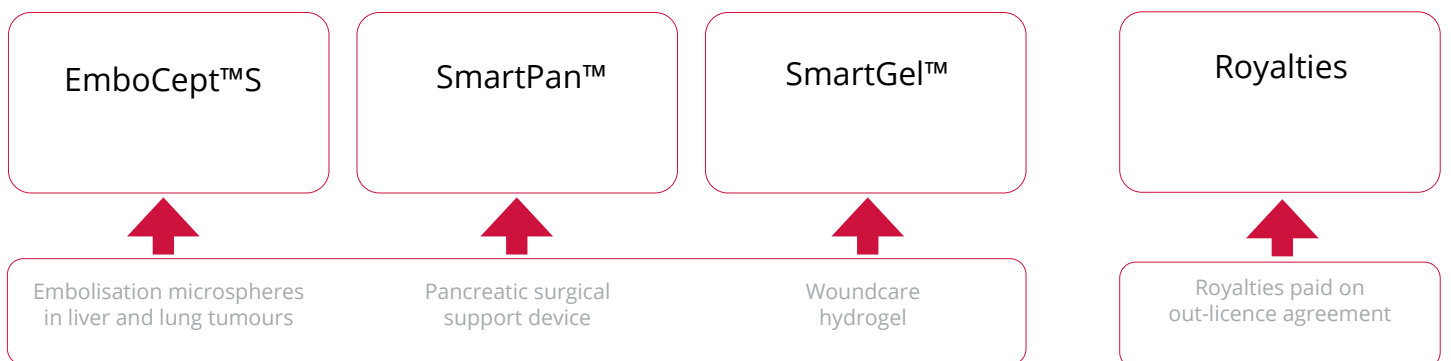 EmboCept™S
SmartPan™
SmartGel™
Royalties
Embolisation microspheres
in liver and lung tumours
Pancreatic surgical
support device
Woundcare
hydrogel
Royalties paid on
out-licence agreement